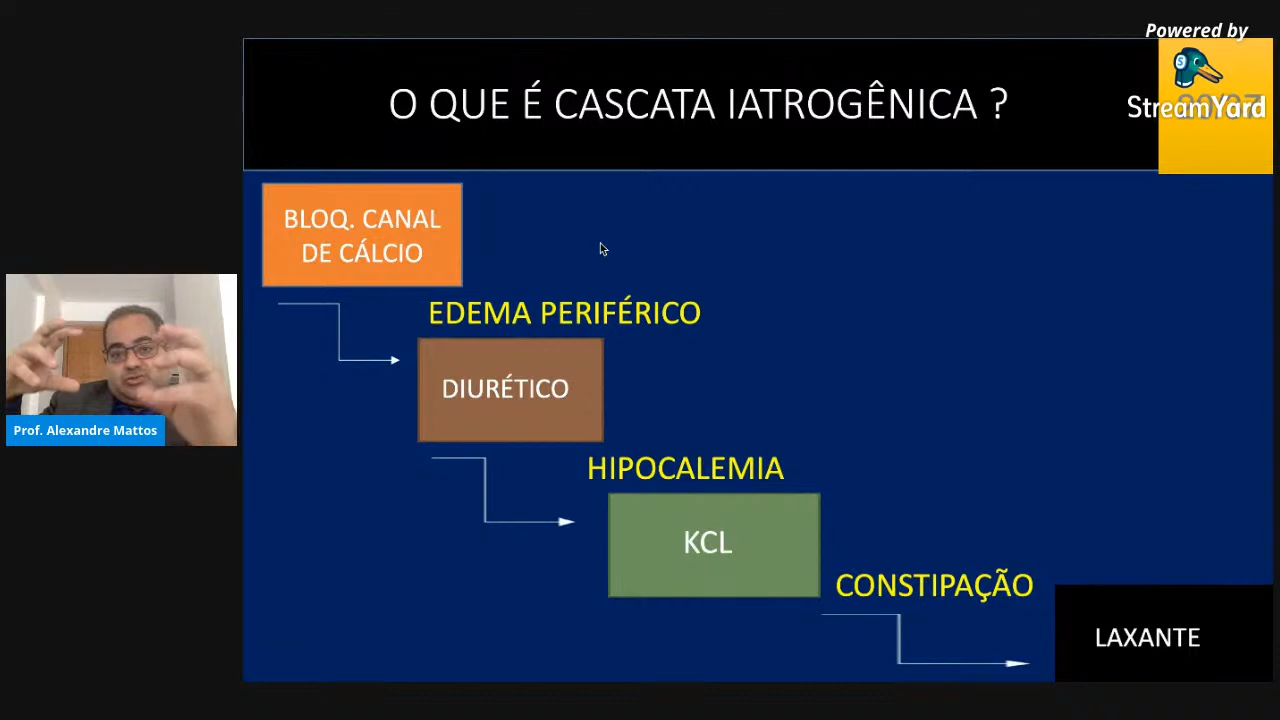 Powered by
StreamYard
O QUE É CASCATA IATROGÊNICA ?
BLOQ. CANAL
DE CÁLCIO
EDEMA PERIFÉRICO
DIURÉTICO
HIPOCALEMIA
KCL
CONSTIPAÇÃO
LAXANTE
Prof. Alexandre Mattos